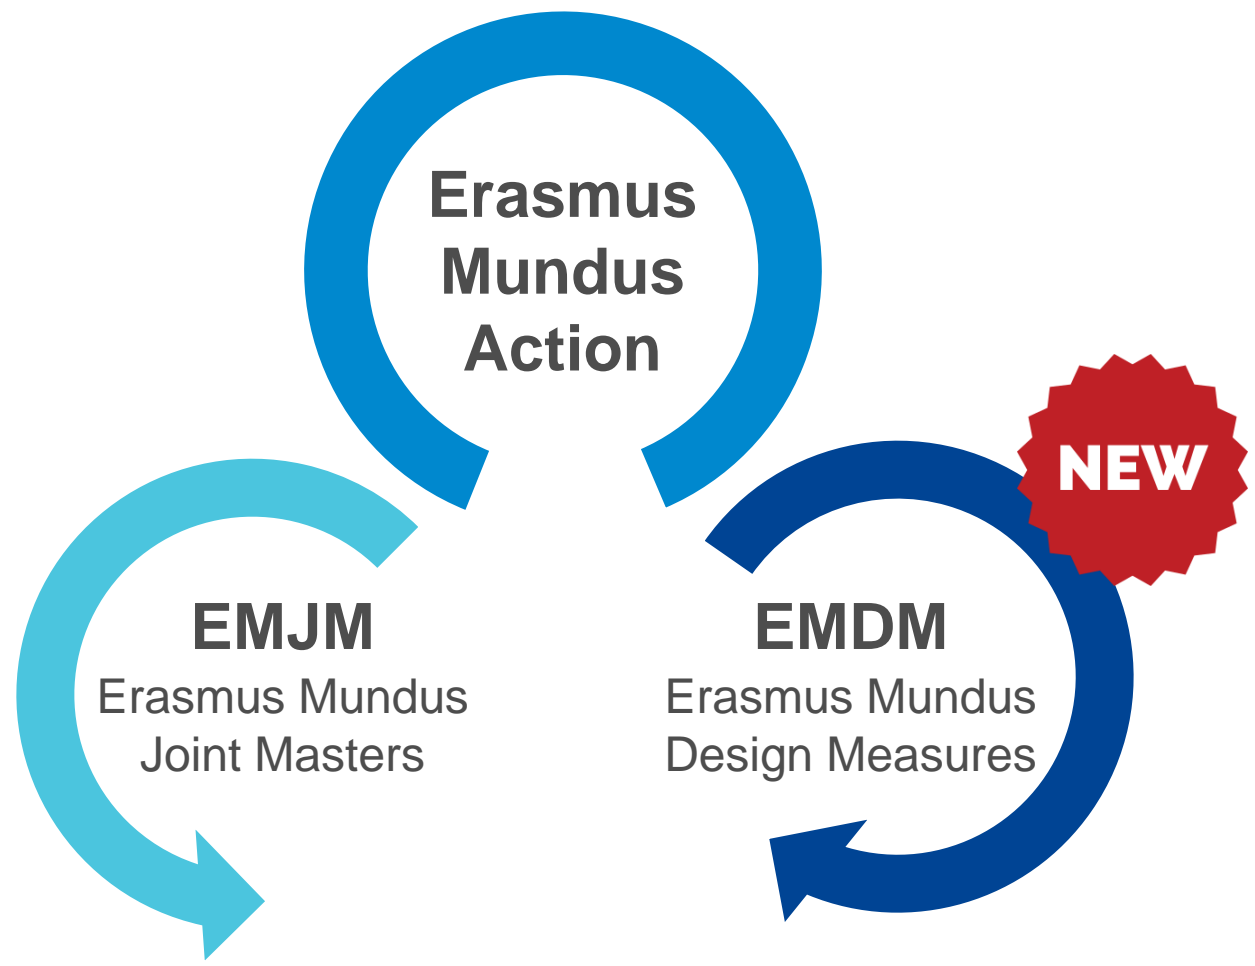 Erasmus
Mundus
Action
NEW
EMJM
Erasmus Mundus
Joint Masters
EMDM
Erasmus Mundus
Design Measures